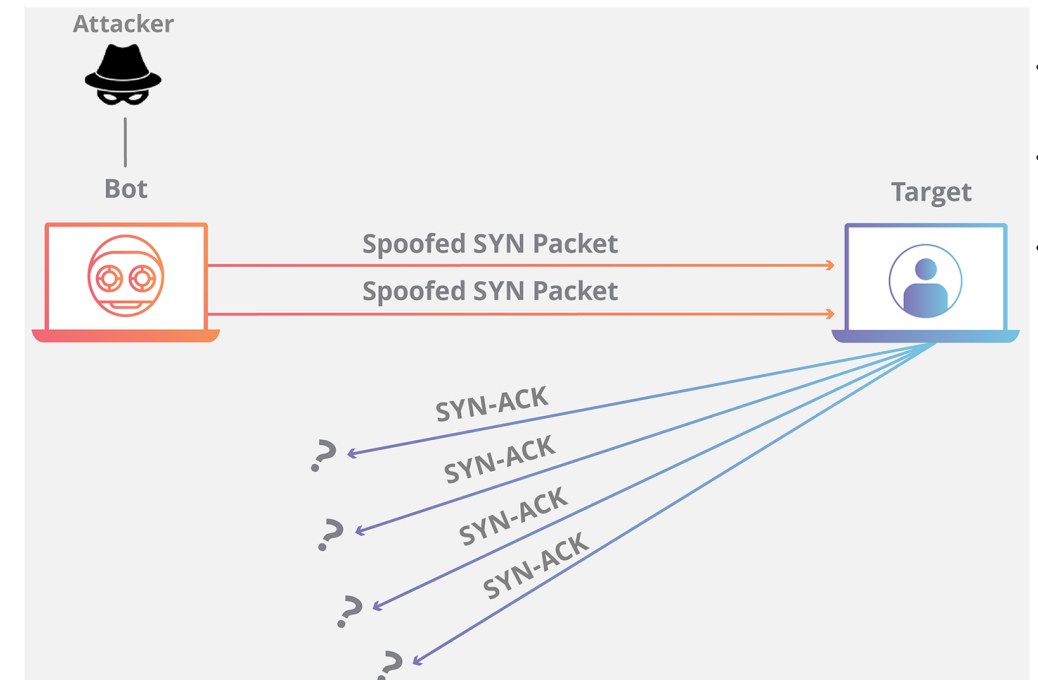 Attacker
Bot
Target
Spoofed SYN Packet
Spoofed SYN Packet
SYN-ACK
?
SYN-ACK
?
SYN-ACK
?
SYN-ACK
?